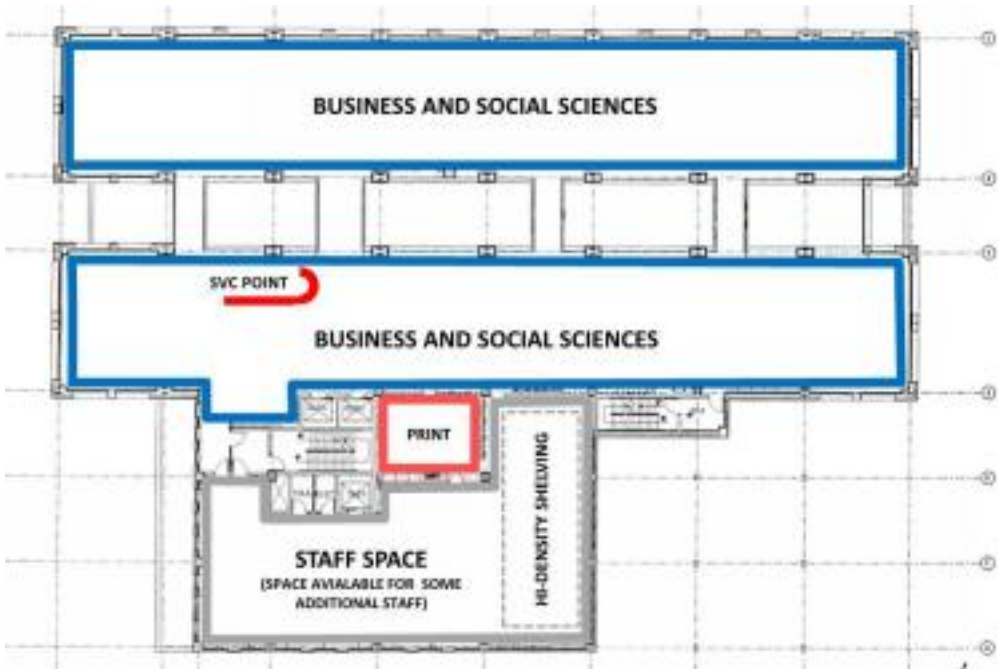 BUSINESS AND SOCIAL SCIENCES
SVC POINT
BUSINESS AND SOCIAL SCIENCES
PRINT
HI-DENSITY SHELVING
STAFF SPACE
(SPACE AVIALABLE FOR SOME
ADDITIONAL STAFF)